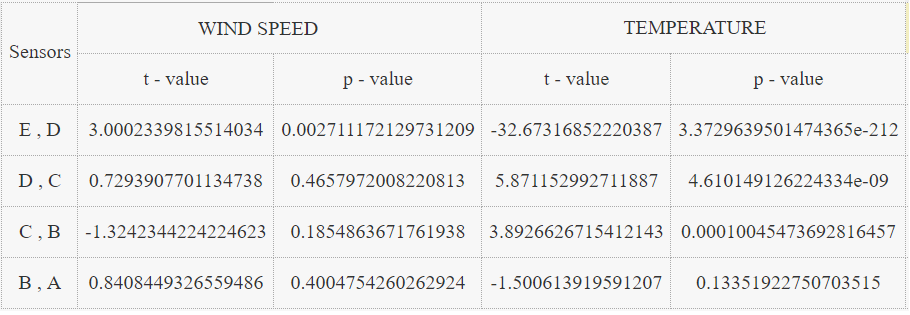 WIND SPEED TEMPERATURE
Sensors
t - value p - value t - value p - value
E , D 3.0002339815514034 0.002711172129731209 -32.67316852220387 3.3729639501474365e-212
D , C 0.7293907701134738 0.4657972008220813 5.871152992711887 4.610149126224334e-09
C , B -1.3242344224224623 0.1854863671761938 3.8926626715412143 0.00010045473692816457
B , A 0.8408449326559486 0.4004754260262924 -1.500613919591207 0.13351922750703515